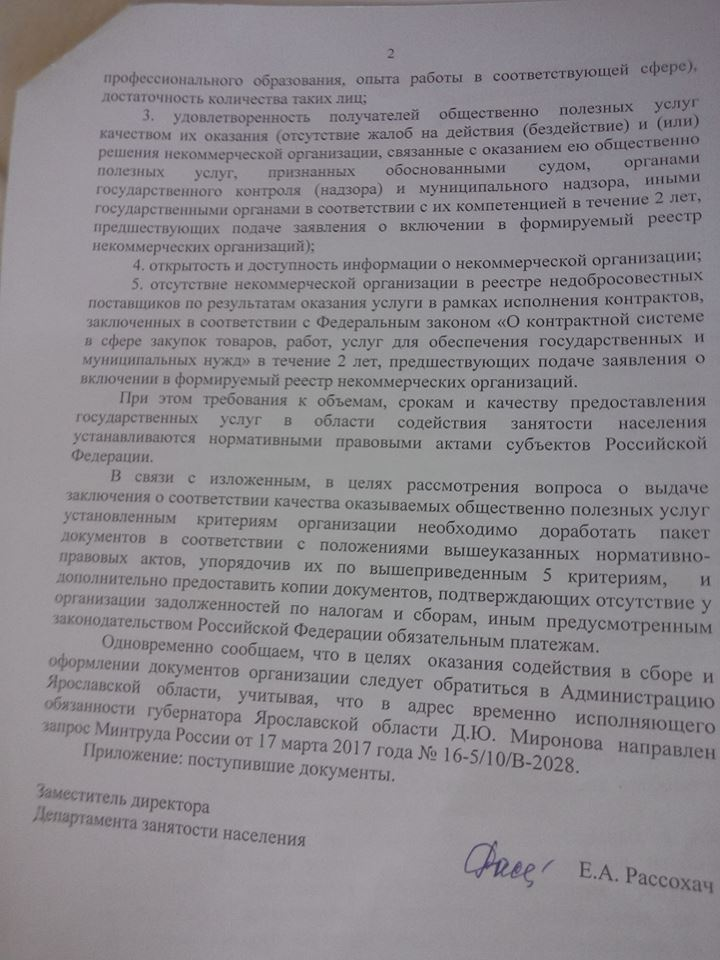 2
профессионального образования, опыта работы в соответствующей сфере),
достаточность количества таких лиц;
3. удовлетворенность получателей общественно полезных услуг
качеством их оказания (отсутствие жалоб на действия (бездействие) и (или)
решения некоммерческой организации, связанные с оказанием ею общественно
полезных услуг, признанных обоснованными судом, органами
государственного контроля (надзора) и муниципального надзора, иными
государственными органами в соответствии с их компетенцией в течение 2 лет,
предшествующих подаче заявления о включении в формируемый реестр
некоммерческих организаций);
4. открытость и доступность информации о некоммерческой организации;
5. отсутствие некоммерческой организации в реестре недобросовестных
поставщиков по результатам оказания услуги в рамках исполнения контрактов,
заключенных в соответствии с Федеральным законом «О контрактной системе
в сфере закупок товаров, работ, услуг для обеспечения государственных и
муниципальных нужд» в течение 2 лет, предшествующих подаче заявления о
включении в формируемый реестр некоммерческих организаций.
При этом требования к объемам, срокам и качеству предоставления
государственных услуг в области содействия занятости населения
устанавливаются нормативными правовыми актами субъектов Российской
Федерации.
В связи с изложенным, в целях рассмотрения вопроса о выдаче
заключения о соответствии качества оказываемых общественно полезных услуг
установленным критериям организации необходимо доработать пакет
документов в соответствии с положениями вышеуказанных нормативно-
правовых актов, упорядочив их по вышеприведенным 5 критериям, и
дополнительно предоставить копии документов, подтверждающих отсутствие у
организации задолженностей по налогам и сборам, иным предусмотренным
законодательством Российской Федерации обязательным платежам.
Одновременно сообщаем, что в целях оказания содействия в сборе и
оформлении документов организации следует обратиться в Администрацию
Ярославской области, учитывая, что в адрес временно исполняющего
обязанности губернатора Ярославской области Д.Ю. Миронова направлен
запрос Минтруда России от 17 марта 2017 года № 16-5/10/В-2028.
Приложение: поступившие документы.
Заместитель директора
Департамента занятости населения
Е.А. Рассохач